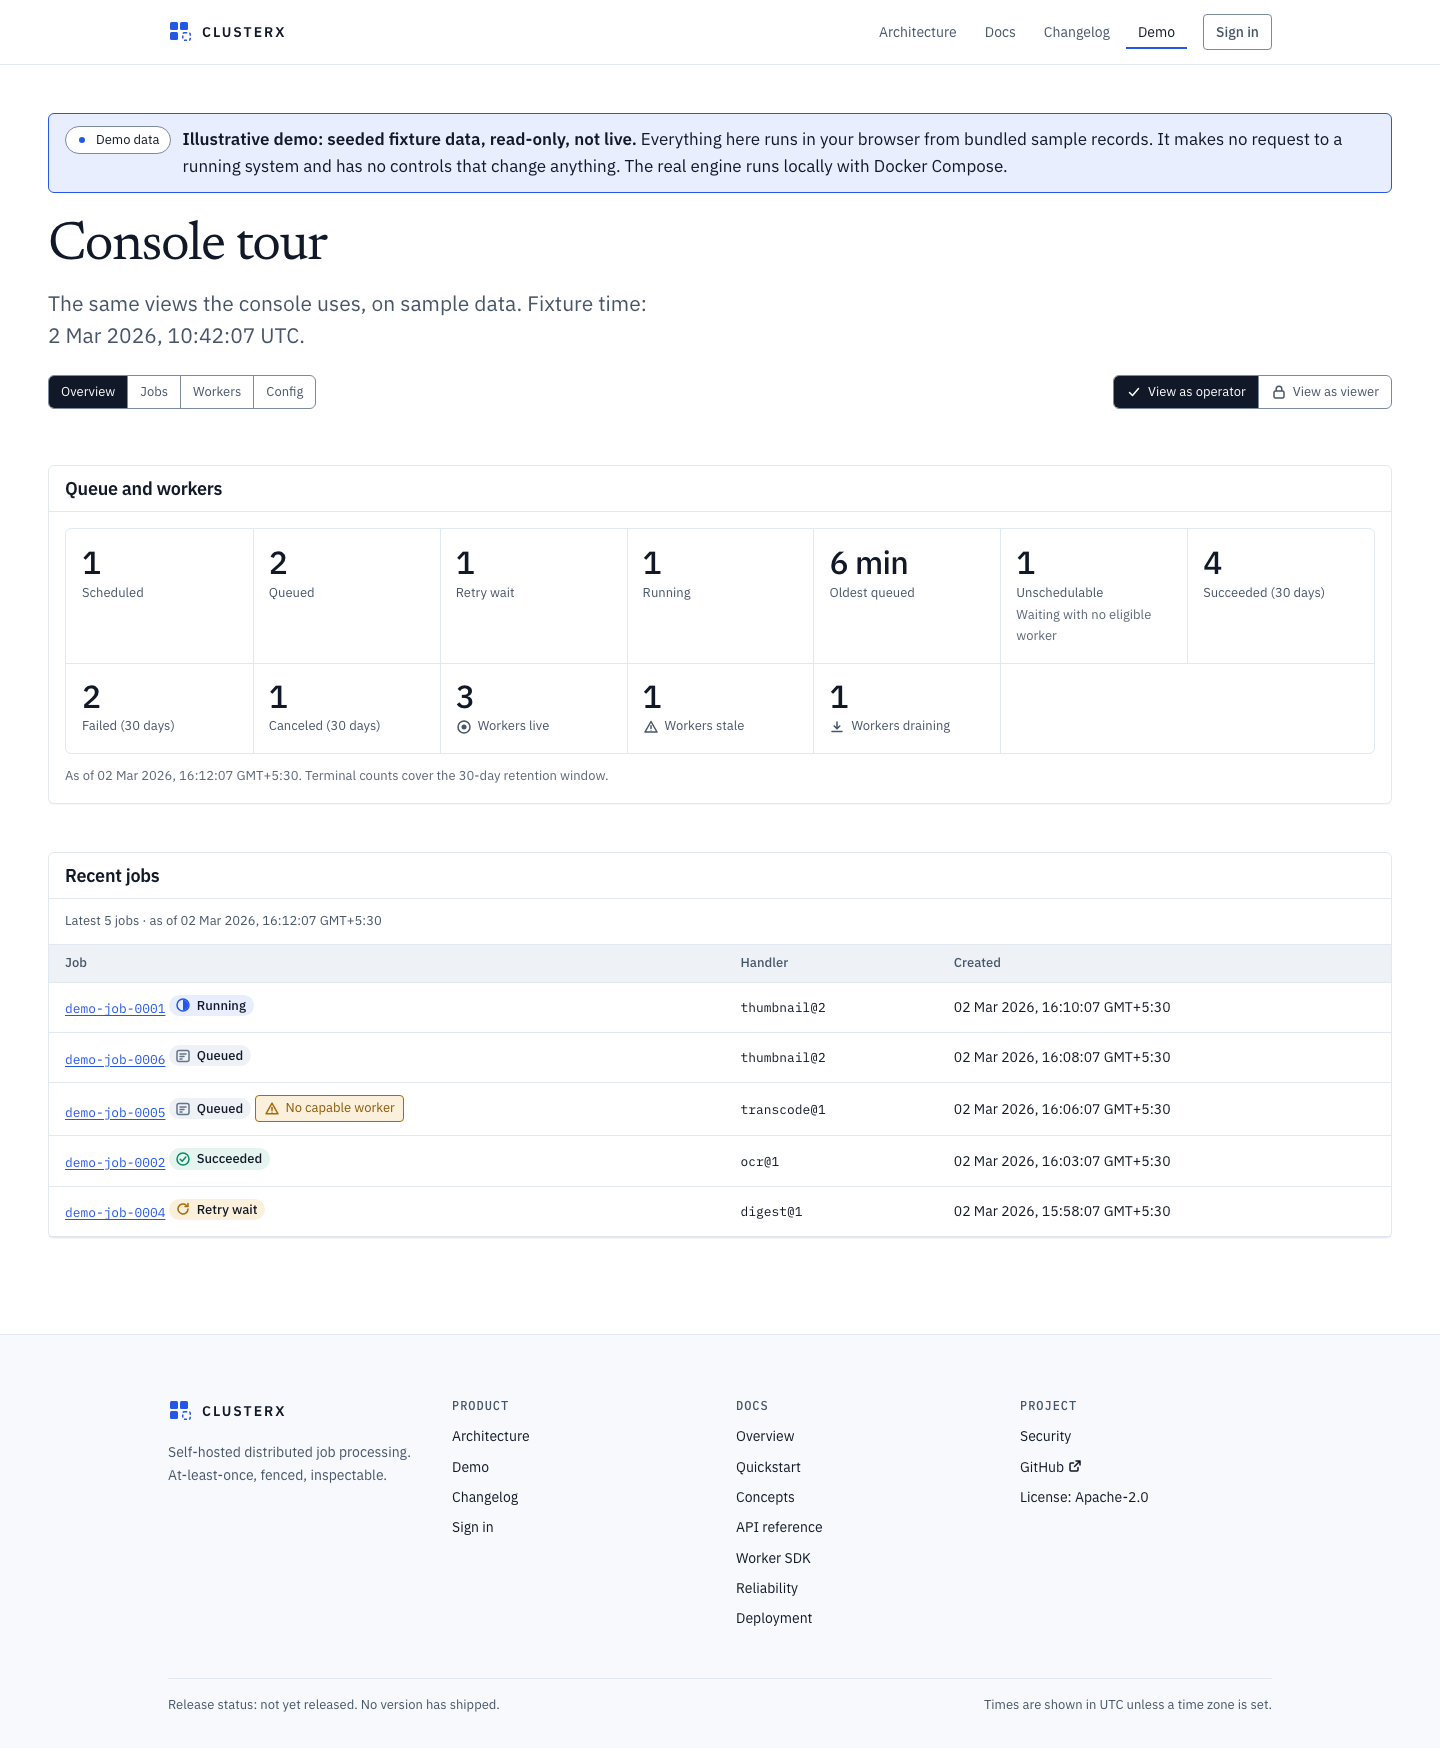 CLUSTERX
Architecture Docs Changelog Demo Sign in
Demo data
Illustrative demo: seeded fixture data, read-only, not live. Everything here runs in your browser from bundled sample records. It makes no request to a
running system and has no controls that change anything. The real engine runs locally with Docker Compose.
Console tour
The same views the console uses, on sample data. Fixture time:
2 Mar 2026, 10:42:07 UTC.
Overview Jobs Workers Config
View as operator View as viewer
Queue and workers
1
Scheduled
2
Queued
1
Retry wait
1
Running
6 min
Oldest queued
1
Unschedulable
Waiting with no eligible
worker
4
Succeeded (30 days)
2
Failed (30 days)
1
Canceled (30 days)
3
Workers live
1
Workers stale
1
Workers draining
As of 02 Mar 2026, 16:12:07 GMT+5:30. Terminal counts cover the 30-day retention window.
Recent jobs
Latest 5 jobs · as of 02 Mar 2026, 16:12:07 GMT+5:30
Job Handler Created
demo-job-0001 Running thumbnail@2 02 Mar 2026, 16:10:07 GMT+5:30
demo-job-0006 Queued thumbnail@2 02 Mar 2026, 16:08:07 GMT+5:30
demo-job-0005 Queued No capable worker transcode@1 02 Mar 2026, 16:06:07 GMT+5:30
demo-job-0002 Succeeded ocr@1 02 Mar 2026, 16:03:07 GMT+5:30
demo-job-0004 Retry wait digest@1 02 Mar 2026, 15:58:07 GMT+5:30
CLUSTERX
Self-hosted distributed job processing.
At-least-once, fenced, inspectable.
PRODUCT
Architecture
Demo
Changelog
Sign in
DOCS
Overview
Quickstart
Concepts
API reference
Worker SDK
Reliability
Deployment
PROJECT
Security
GitHub
License: Apache-2.0
Release status: not yet released. No version has shipped.
Times are shown in UTC unless a time zone is set.